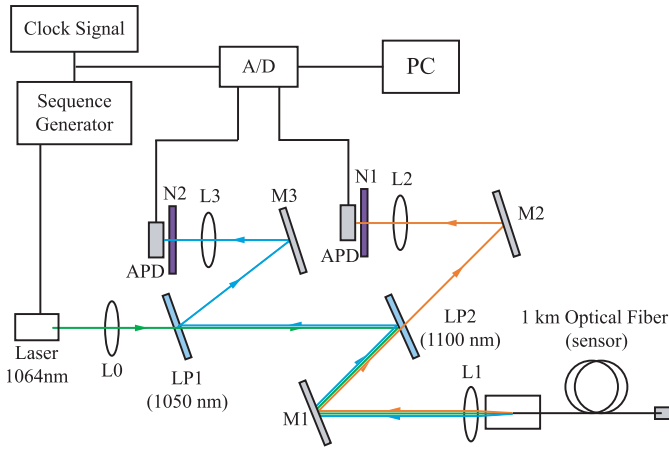 Clock Signal
A/D
PC
Sequence
Generator
N2
L3
M3
N1
L2
M2
APD
APD
Laser
1064nm
L0
LP1
(1050 nm)
LP2
(1100 nm)
1 km Optical Fiber
(sensor)
L1
M1